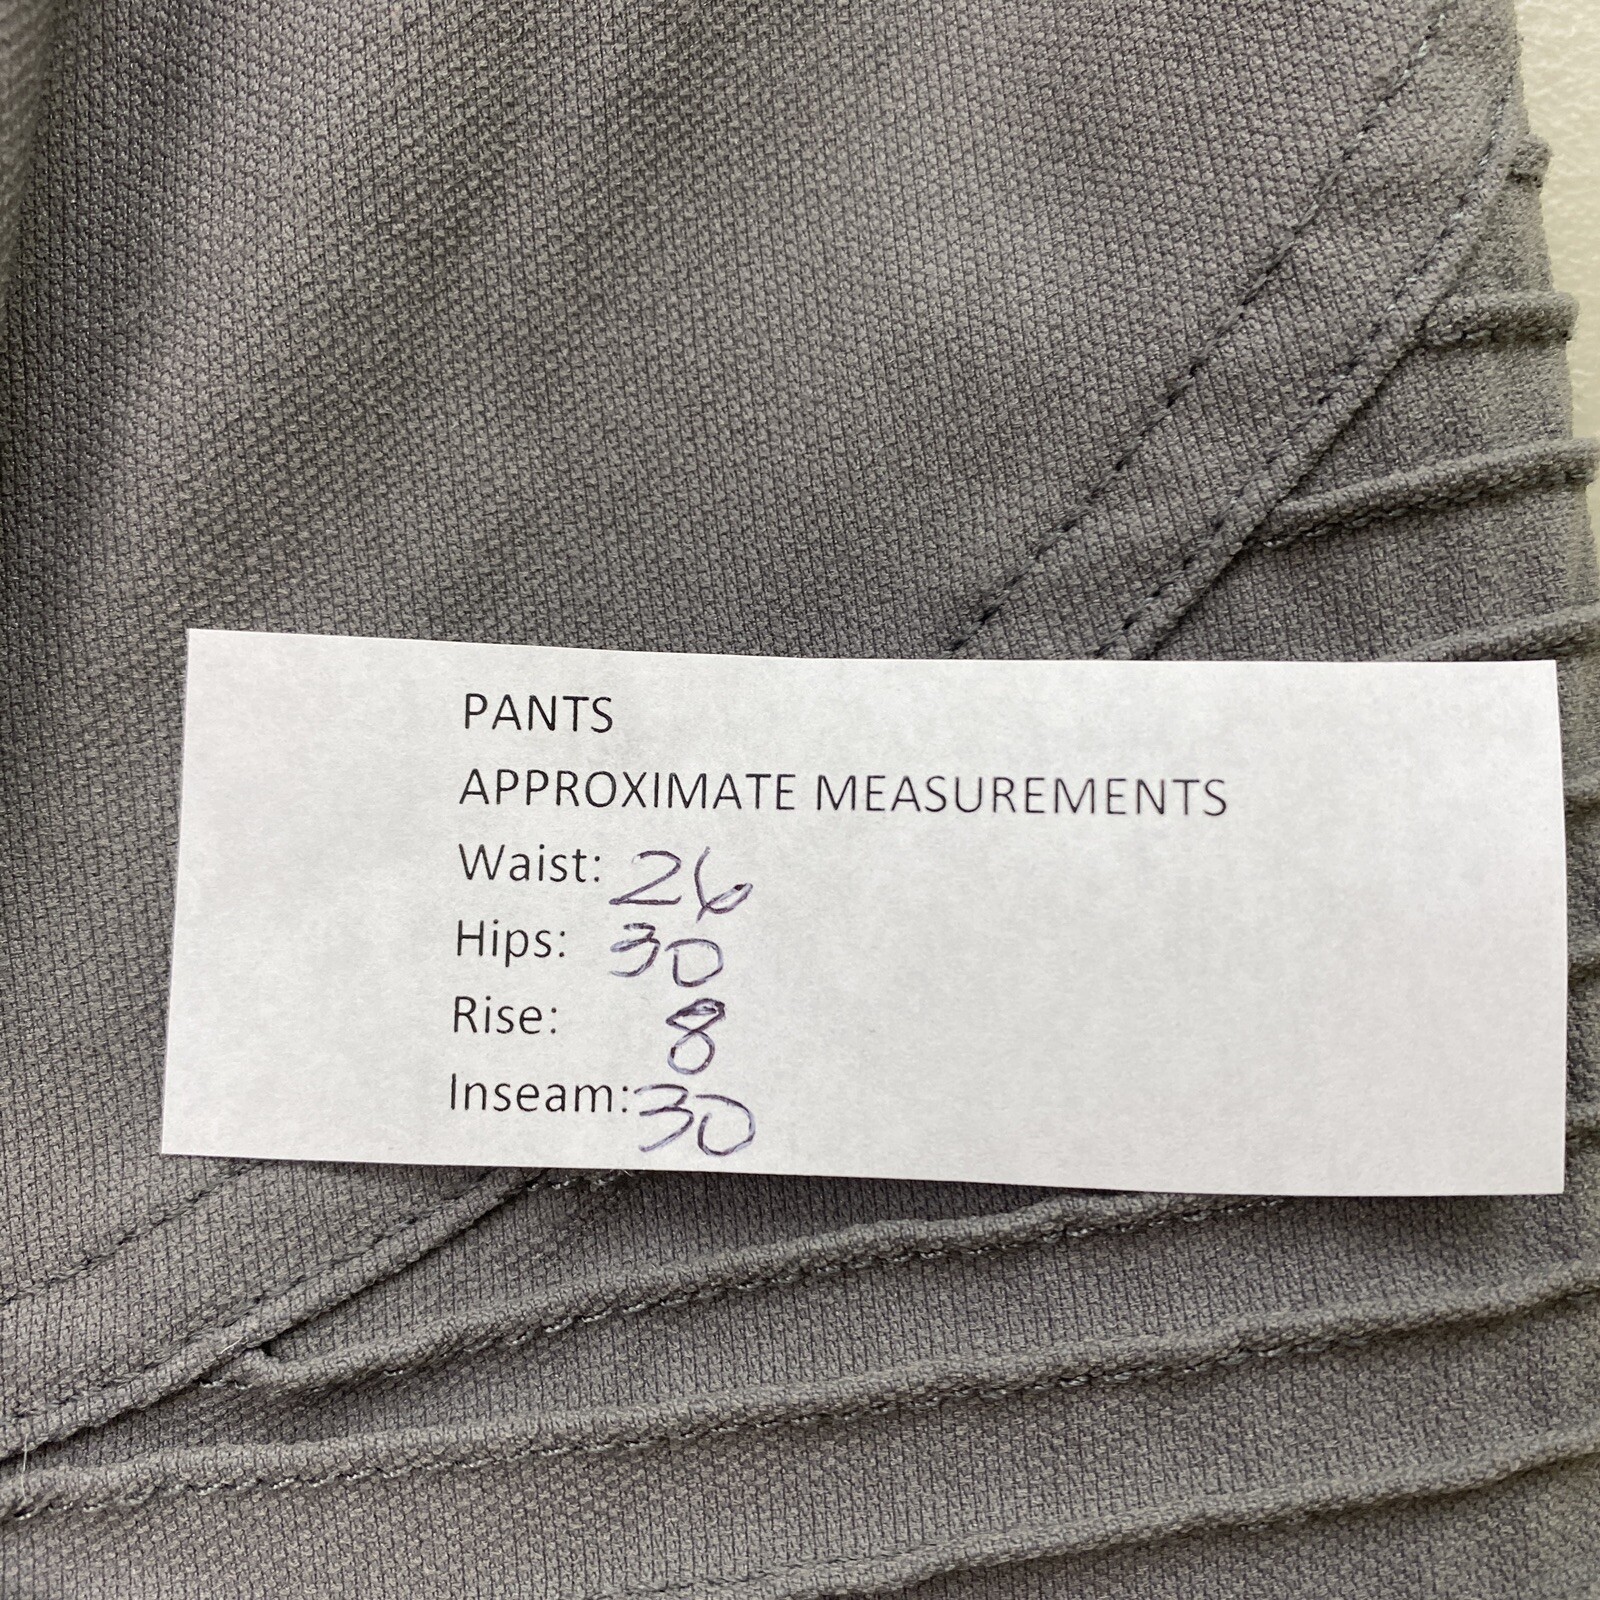 PANTS
APPROXIMATE MEASUREMENTS
Waist: 26
Hips: 30
Rise: 8
Inseam: 30